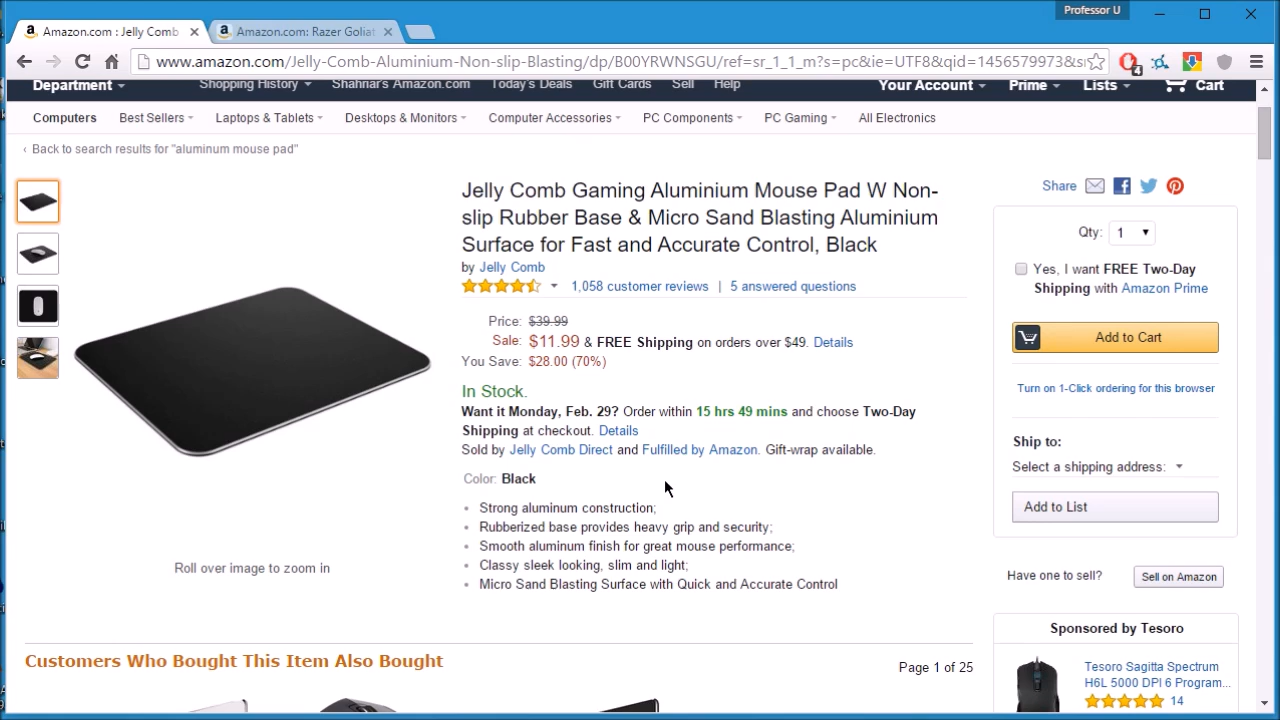 Professor U
Amazon.com : Jelly Comb
Amazon.com: Razer Goliat
www.amazon.com/Jelly-Comb-Aluminium-Non-slip-Blasting/dp/B00YRWNSGU/ref=sr_1_1_m?s=pc&ie=UTF8&qid=1456579973&s
4
Department
Shopping History
Shahriar's Amazon.com
Today's Deals
Gift Cards
Sell
Help
Your Account
Prime
Lists
Cart
Computers
Best Sellers
Laptops & Tablets
Desktops & Monitors
Computer Accessories
PC Components
PC Gaming
All Electronics
‹ Back to search results for "aluminum mouse pad"
Jelly Comb Gaming Aluminium Mouse Pad W Non-
slip Rubber Base & Micro Sand Blasting Aluminium
Surface for Fast and Accurate Control, Black
by Jelly Comb
1,058 customer reviews | 5 answered questions
Price: $39.99
Sale: $11.99 & FREE Shipping on orders over $49. Details
You Save: $28.00 (70%)
In Stock.
Want it Monday, Feb. 29? Order within 15 hrs 49 mins and choose Two-Day
Shipping at checkout. Details
Sold by Jelly Comb Direct and Fulfilled by Amazon. Gift-wrap available.
Color: Black
• Strong aluminum construction;
• Rubberized base provides heavy grip and security;
• Smooth aluminum finish for great mouse performance;
• Classy sleek looking, slim and light;
• Micro Sand Blasting Surface with Quick and Accurate Control
Roll over image to zoom in
Share
Qty: 1
Yes, I want FREE Two-Day
Shipping with Amazon Prime
Add to Cart
Turn on 1-Click ordering for this browser
Ship to:
Select a shipping address:
Add to List
Have one to sell?
Sell on Amazon
Sponsored by Tesoro
Tesoro Sagitta Spectrum
H6L 5000 DPI 6 Program...
14
Customers Who Bought This Item Also Bought
Page 1 of 25